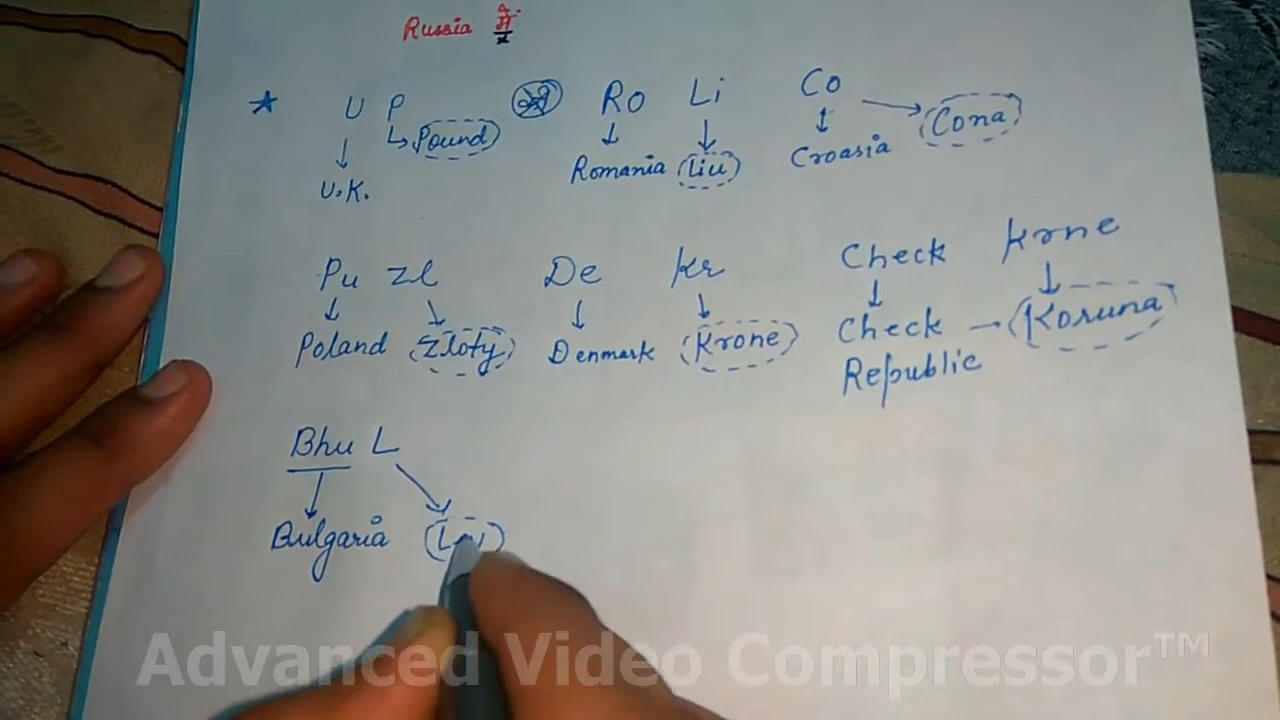 Russia में
* U P Ro Li Co
Pound Cona
U.K. Romania Liu Croasia
Pu Zl De Kr Check Krone
Poland Zloty Denmark Krone Check Koruna
Republic
Bhu L
Bulgaria
Advanced Video Compressor™